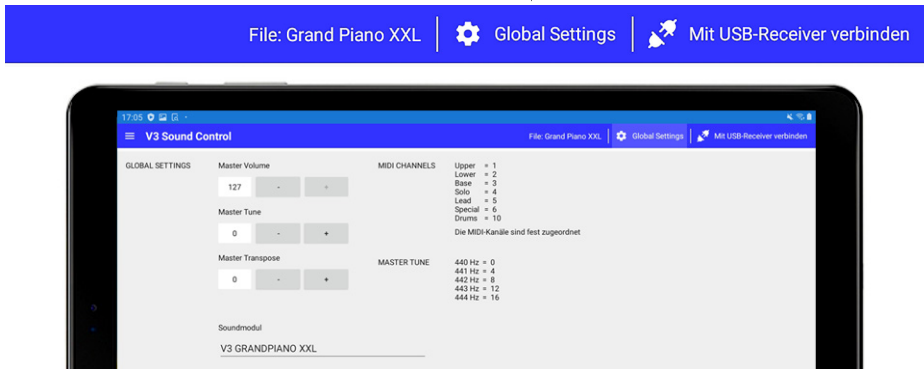 File: Grand Piano XXL
Global Settings
Mit USB-Receiver verbinden
17:05
V3 Sound Control
File: Grand Piano XXL
Global Settings
Mit USB-Receiver verbinden
GLOBAL SETTINGS
Master Volume
127 - +
Master Tune
0 - +
Master Transpose
0 - +
Soundmodul
V3 GRANDPIANO XXL
MIDI CHANNELS
Upper = 1
Lower = 2
Base = 3
Solo = 4
Lead = 5
Special = 6
Drums = 10
Die MIDI-Kanäle sind fest zugeordnet
MASTER TUNE
440 Hz = 0
441 Hz = 4
442 Hz = 8
443 Hz = 12
444 Hz = 16